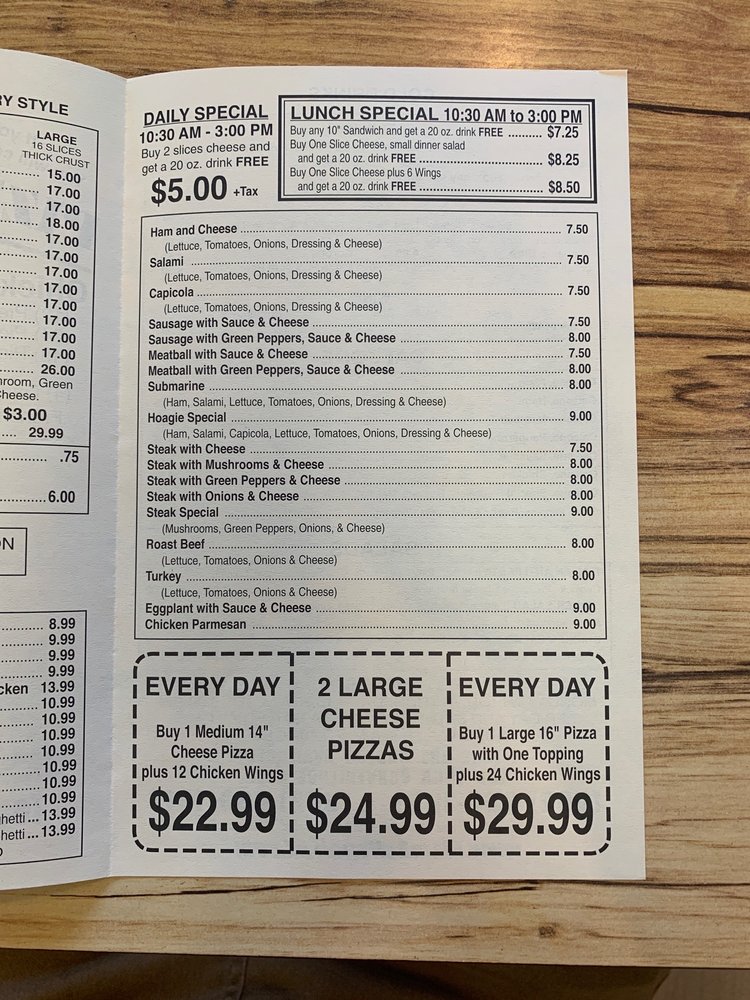 RY STYLE
LARGE
16 SLICES
THICK CRUST
15.00
17.00
17.00
18.00
17.00
17.00
17.00
17.00
17.00
17.00
17.00
17.00
26.00
room, Green
heese.
$3.00
29.99
.75
6.00
ON
8.99
9.99
9.99
9.99
cken 13.99
10.99
10.99
10.99
10.99
10.99
10.99
10.99
hetti ... 13.99
hetti ... 13.99
DAILY SPECIAL
10:30 AM - 3:00 PM
Buy 2 slices cheese and
get a 20 oz. drink FREE
$5.00 +Tax
LUNCH SPECIAL 10:30 AM to 3:00 PM
Buy any 10" Sandwich and get a 20 oz. drink FREE .......... $7.25
Buy One Slice Cheese, small dinner salad
and get a 20 oz. drink FREE .......... $8.25
Buy One Slice Cheese plus 6 Wings
and get a 20 oz. drink FREE .......... $8.50
Ham and Cheese .......... 7.50
(Lettuce, Tomatoes, Onions, Dressing & Cheese)
Salami .......... 7.50
(Lettuce, Tomatoes, Onions, Dressing & Cheese)
Capicola .......... 7.50
(Lettuce, Tomatoes, Onions, Dressing & Cheese)
Sausage with Sauce & Cheese .......... 7.50
Sausage with Green Peppers, Sauce & Cheese .......... 8.00
Meatball with Sauce & Cheese .......... 7.50
Meatball with Green Peppers, Sauce & Cheese .......... 8.00
Submarine .......... 8.00
(Ham, Salami, Lettuce, Tomatoes, Onions, Dressing & Cheese)
Hoagie Special .......... 9.00
(Ham, Salami, Capicola, Lettuce, Tomatoes, Onions, Dressing & Cheese)
Steak with Cheese .......... 7.50
Steak with Mushrooms & Cheese .......... 8.00
Steak with Green Peppers & Cheese .......... 8.00
Steak with Onions & Cheese .......... 8.00
Steak Special .......... 9.00
(Mushrooms, Green Peppers, Onions, & Cheese)
Roast Beef .......... 8.00
(Lettuce, Tomatoes, Onions & Cheese)
Turkey .......... 8.00
(Lettuce, Tomatoes, Onions & Cheese)
Eggplant with Sauce & Cheese .......... 9.00
Chicken Parmesan .......... 9.00
EVERY DAY
Buy 1 Medium 14"
Cheese Pizza
plus 12 Chicken Wings
$22.99
2 LARGE
CHEESE
PIZZAS
$24.99
EVERY DAY
Buy 1 Large 16" Pizza
with One Topping
plus 24 Chicken Wings
$29.99